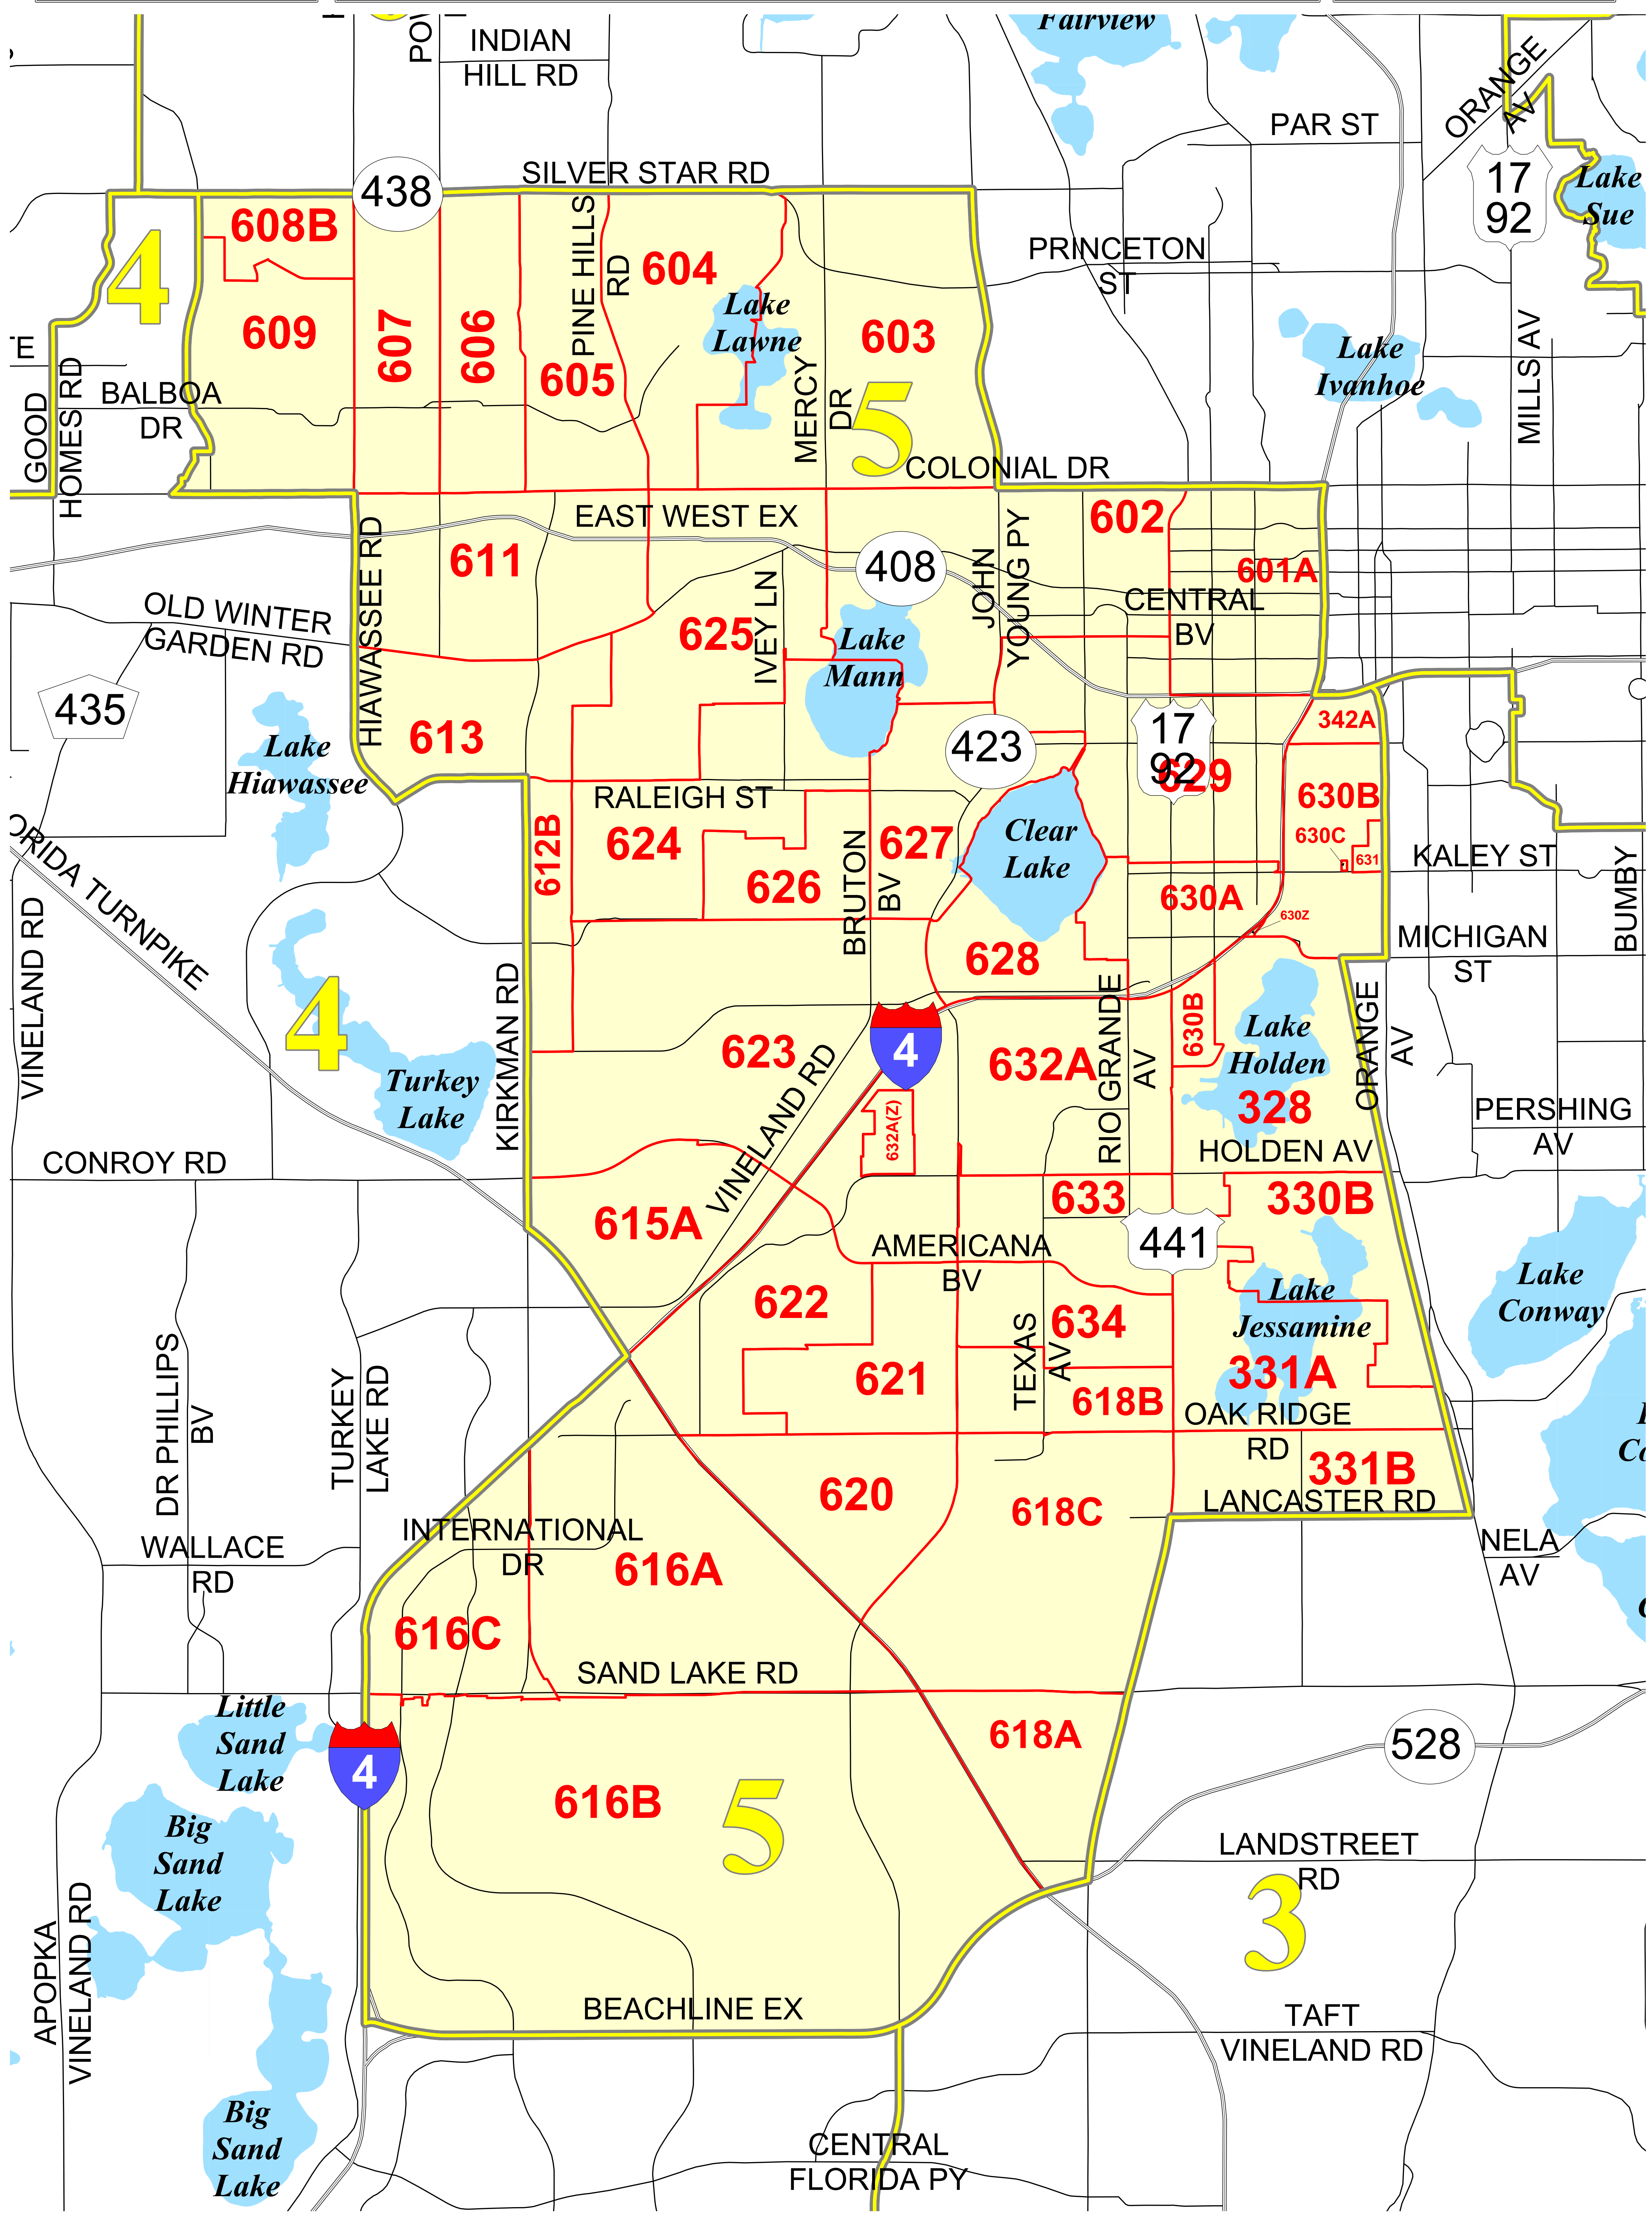 Fairview
POW
INDIAN
HILL RD
ORANGE
AV
PAR ST
17
92
Lake
Sue
438
SILVER STAR RD
608B
4
PINE HILLS
RD
604
PRINCETON
ST
609
607
606
605
Lake
Lawne
603
MERCY
DR
5
Lake
Ivanhoe
MILLS AV
GOOD
HOMES RD
BALBOA
DR
COLONIAL DR
EAST WEST EX
602
611
408
JOHN
YOUNG PY
601A
CENTRAL
BV
OLD WINTER
GARDEN RD
HIAWASSEE RD
625
IVEY LN
Lake
Mann
435
613
Lake
Hiawassee
423
17
92
629
342A
RALEIGH ST
612B
624
626
BRUTON
BV
627
Clear
Lake
630B
630C
631
KALEY ST
BUMBY
630A
630Z
MICHIGAN
ST
FLORIDA TURNPIKE
VINELAND RD
4
Turkey
Lake
KIRKMAN RD
628
623
VINELAND RD
4
632A
632A(Z)
RIO GRANDE
AV
630B
Lake
Holden
328
ORANGE
AV
PERSHING
AV
CONROY RD
HOLDEN AV
615A
633
330B
441
AMERICANA
BV
622
634
Lake
Jessamine
Lake
Conway
TEXAS
AV
621
618B
331A
OAK RIDGE
RD
DR PHILLIPS
BV
TURKEY
LAKE RD
620
618C
331B
LANCASTER RD
WALLACE
RD
INTERNATIONAL
DR
616A
NELA
AV
616C
SAND LAKE RD
Little
Sand
Lake
4
618A
528
616B
5
Big
Sand
Lake
LANDSTREET
RD
3
APOPKA
VINELAND RD
BEACHLINE EX
TAFT
VINELAND RD
Big
Sand
Lake
CENTRAL
FLORIDA PY